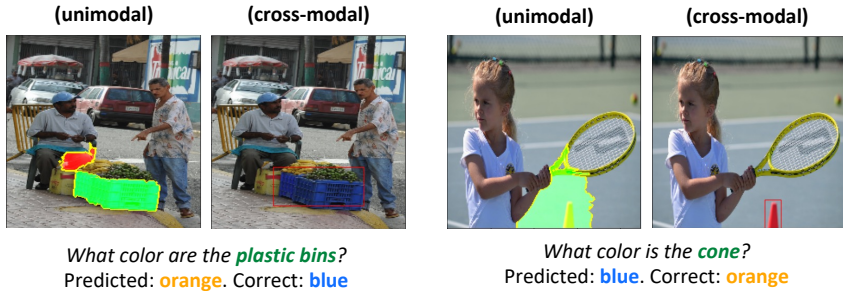 (unimodal) (cross-modal) (unimodal) (cross-modal)
What color are the plastic bins?
Predicted: orange. Correct: blue
What color is the cone?
Predicted: blue. Correct: orange